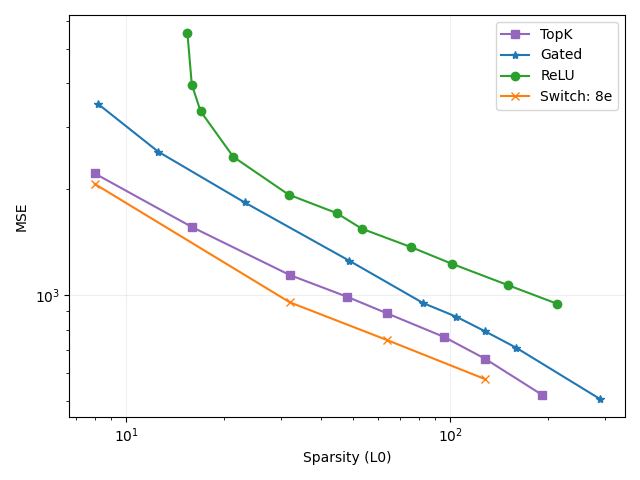 TopK
Gated
ReLU
Switch: 8e
MSE
10³
10¹
10²
Sparsity (L0)